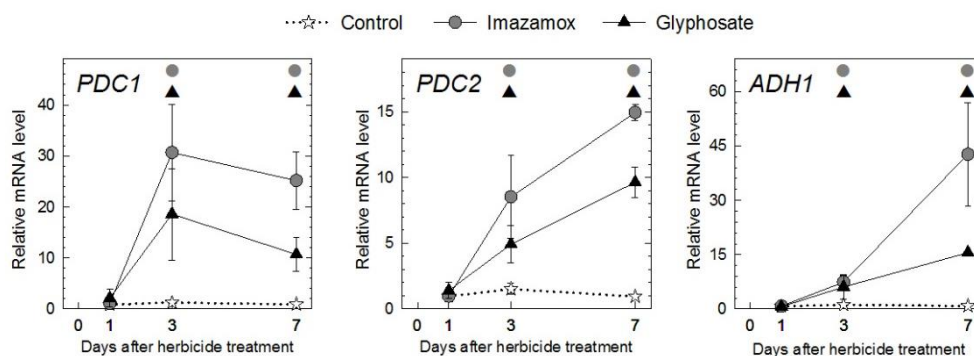 Control Imazamox Glyphosate
PDC1
Relative mRNA level
40
30
20
10
0
0 1 3 7
Days after herbicide treatment
PDC2
Relative mRNA level
15
10
5
0
0 1 3 7
Days after herbicide treatment
ADH1
Relative mRNA level
60
45
30
15
0
0 1 3 7
Days after herbicide treatment